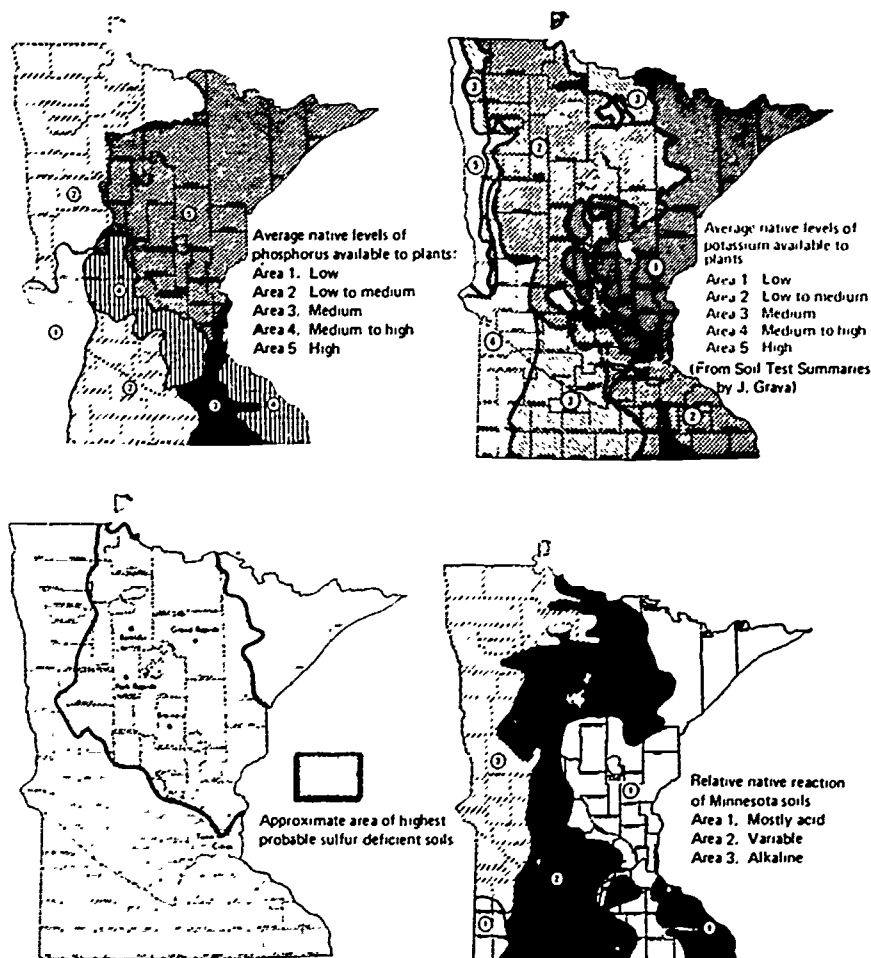 Average native levels of
phosphorus available to plants:
Area 1. Low
Area 2 Low to medium
Area 3. Medium
Area 4. Medium to high
Area 5 High
Average native levels of
potassium available to
plants
Area 1 Low
Area 2 Low to medium
Area 3 Medium
Area 4 Medium to high
Area 5 High
(From Soil Test Summaries
by J. Grava)
Grand Rapids
Park Rapids
Approximate area of highest
probable sulfur deficient soils
Relative native reaction
of Minnesota soils
Area 1. Mostly acid
Area 2. Variable
Area 3. Alkaline